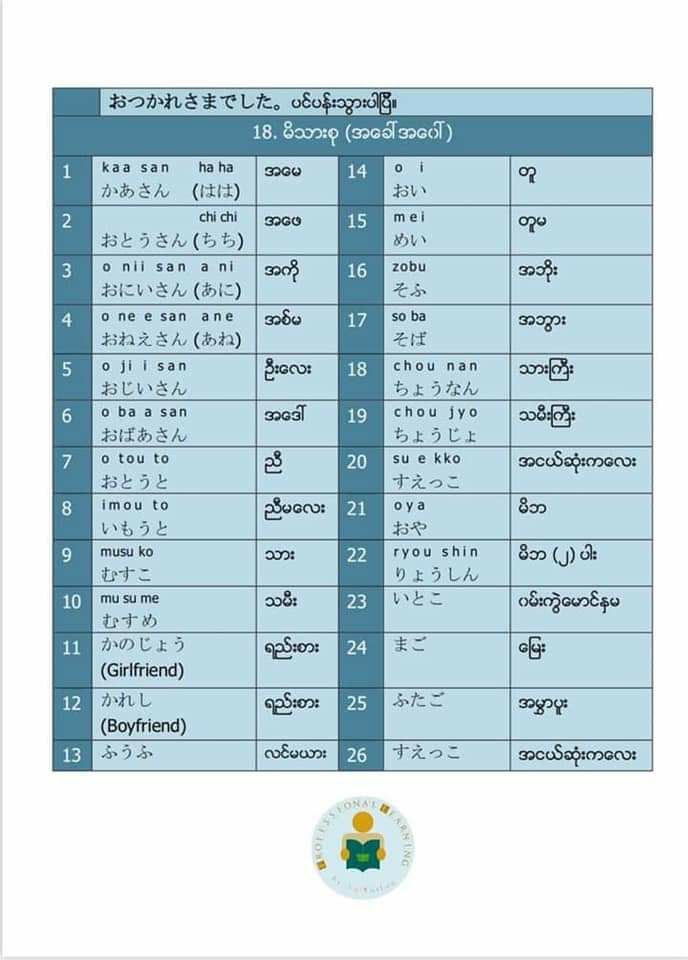 おつかれさまでした。ပင်ပန်းသွားပါပြီ။
18. မိသားစု (အခေါ်အဝေါ်)
1 kaa san haha အမေ
かあさん (はは)
2 chi chi အဖေ
おとうさん (ちち)
3 o nii san a ni အကို
おにいさん (あに)
4 o ne e san ane အစ်မ
おねえさん (あね)
5 o ji i san ဦးလေး
おじいさん
6 o ba a san အဒေါ်
おばあさん
7 o tou to ညီ
おとうと
8 imou to ညီမလေး
いもうと
9 musu ko သား
むすこ
10 mu su me သမီး
むすめ
11 かのじょう ရည်းစား
(Girlfriend)
12 かれし ရည်းစား
(Boyfriend)
13 ふうふ လင်မယား
14 o i တူ
おい
15 mei တူမ
めい
16 zobu အဘိုး
そふ
17 so ba အဘွား
そば
18 chou nan သားကြီး
ちょうなん
19 chou jyo သမီးကြီး
ちょうじょ
20 su e kko အငယ်ဆုံးကလေး
すえっこ
21 oya မိဘ
おや
22 ryou shin မိဘ (၂) ပါး
りょうしん
23 いとこ ဝမ်းကွဲမောင်နှမ
24 まご မြေး
25 ふたご အမွှာပူး
26 すえっこ အငယ်ဆုံးကလေး
PROFESSIONAL LEARNING